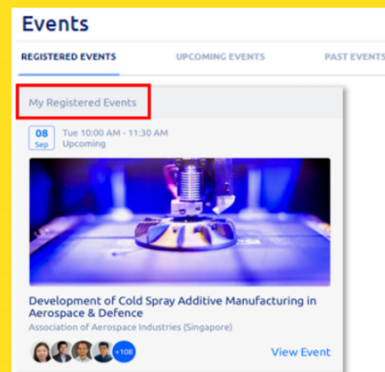 Events
REGISTERED EVENTS UPCOMING EVENTS PAST EVENTS
My Registered Events
08 Tue 10:00 AM - 11:30 AM
Sep Upcoming
Development of Cold Spray Additive Manufacturing in
Aerospace & Defence
Association of Aerospace Industries (Singapore)
+108 View Event